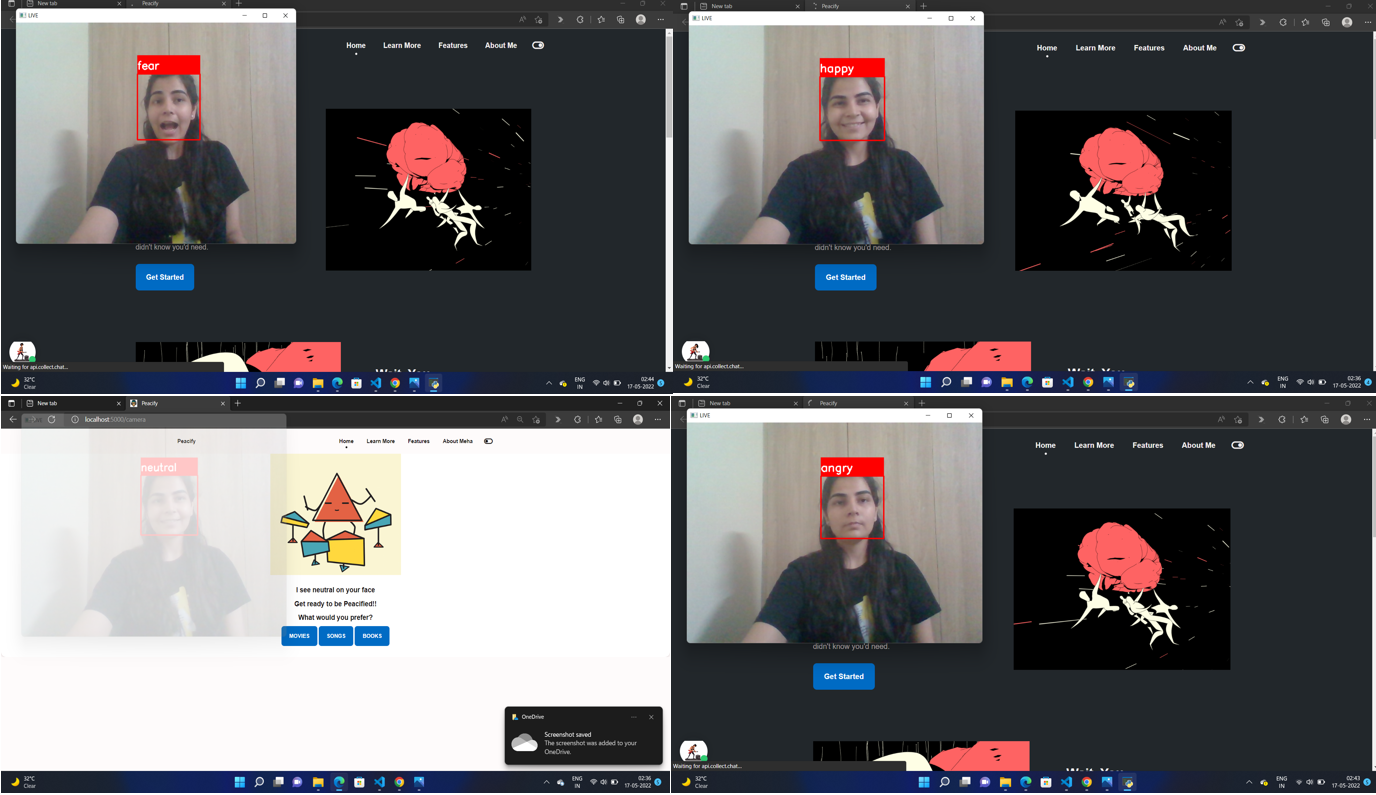 New tab
Peacify
LIVE
Home
Learn More
Features
About Me
fear
didn't know you'd need.
Get Started
Waiting for api.collect.chat...
32°C
Clear
ENG
IN
02:44
17-05-2022
New tab
Peacify
LIVE
Home
Learn More
Features
About Me
happy
didn't know you'd need.
Get Started
Waiting for api.collect.chat...
32°C
Clear
ENG
IN
02:36
17-05-2022
New tab
Peacify
localhost:5000/camera
Peacify
Home
Learn More
Features
About Meha
neutral
I see neutral on your face
Get ready to be Peacified!!
What would you prefer?
MOVIES
SONGS
BOOKS
OneDrive
Screenshot saved
The screenshot was added to your
OneDrive.
32°C
Clear
ENG
IN
02:36
17-05-2022
New tab
Peacify
LIVE
Home
Learn More
Features
About Me
angry
didn't know you'd need.
Get Started
Waiting for api.collect.chat...
32°C
Clear
ENG
IN
02:43
17-05-2022